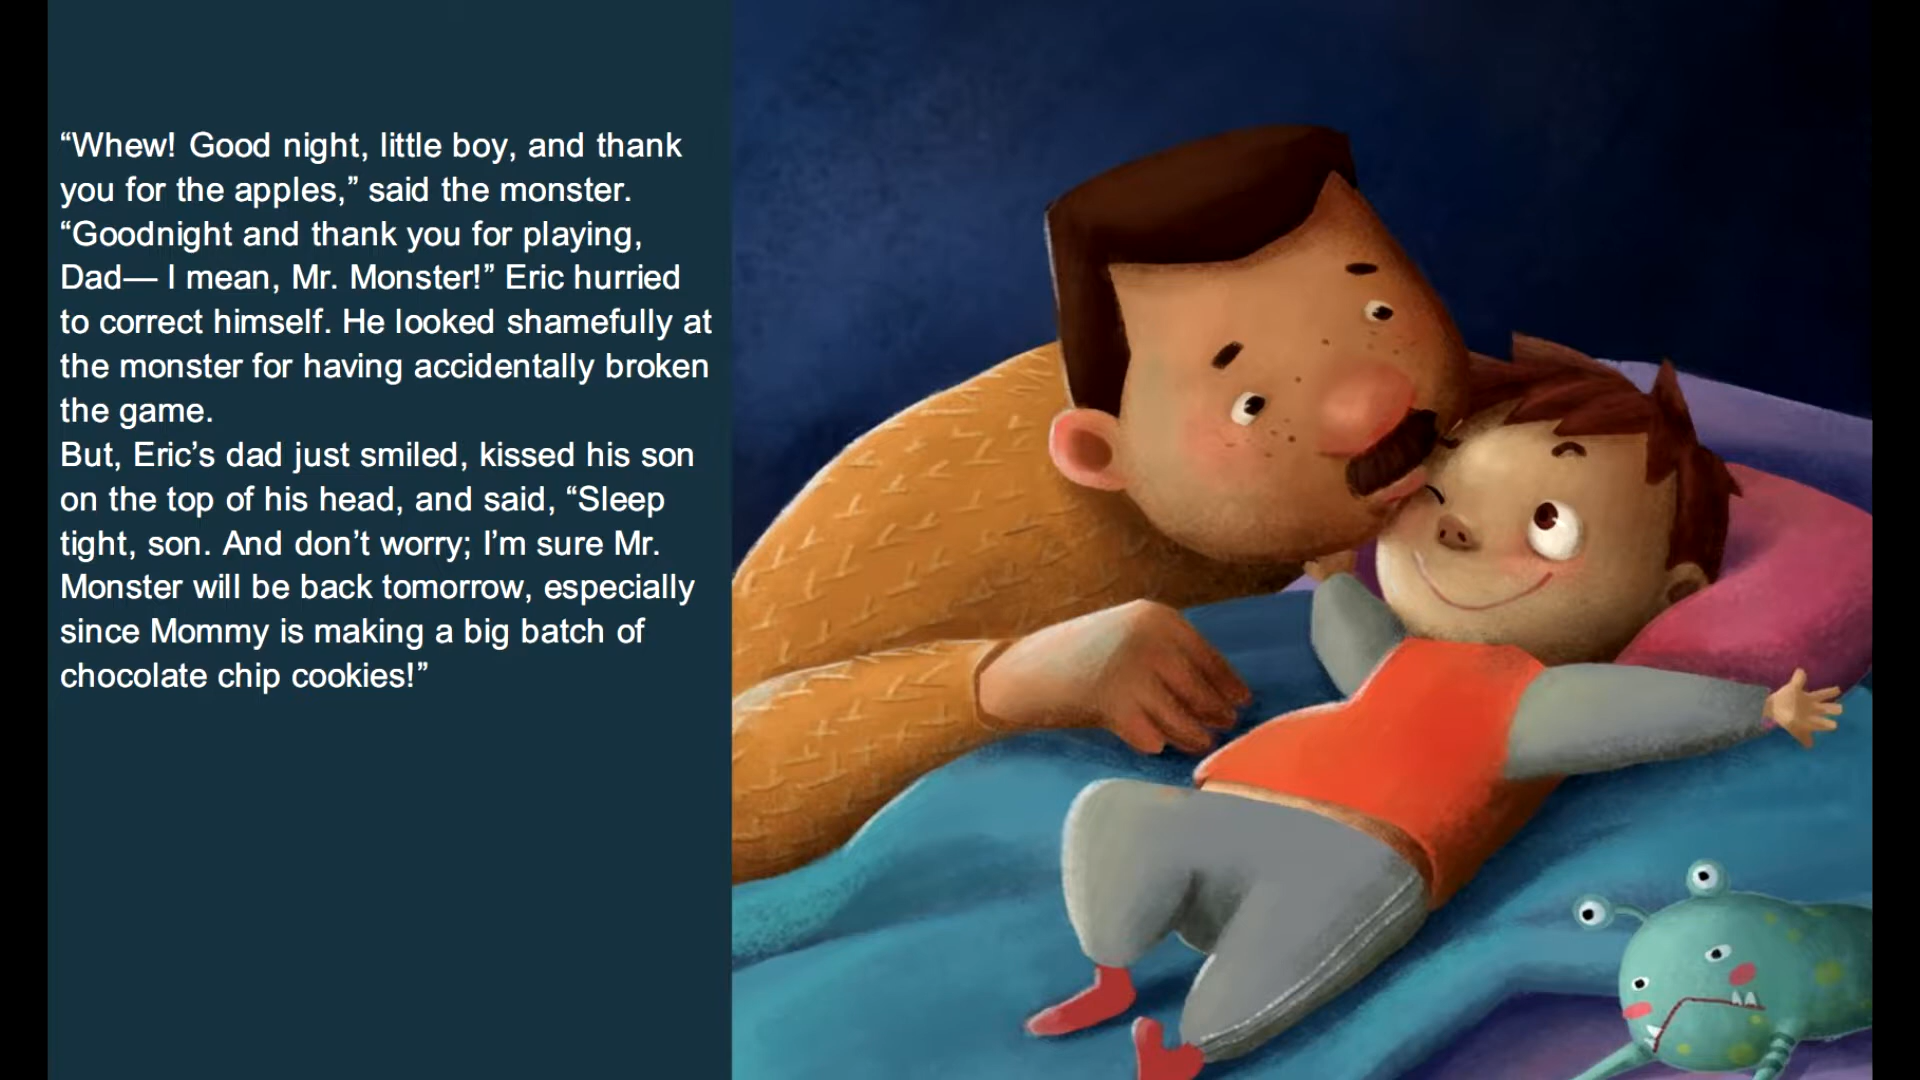 “Whew! Good night, little boy, and thank
you for the apples,” said the monster.
“Goodnight and thank you for playing,
Dad— I mean, Mr. Monster!” Eric hurried
to correct himself. He looked shamefully at
the monster for having accidentally broken
the game.
But, Eric’s dad just smiled, kissed his son
on the top of his head, and said, “Sleep
tight, son. And don’t worry; I’m sure Mr.
Monster will be back tomorrow, especially
since Mommy is making a big batch of
chocolate chip cookies!”